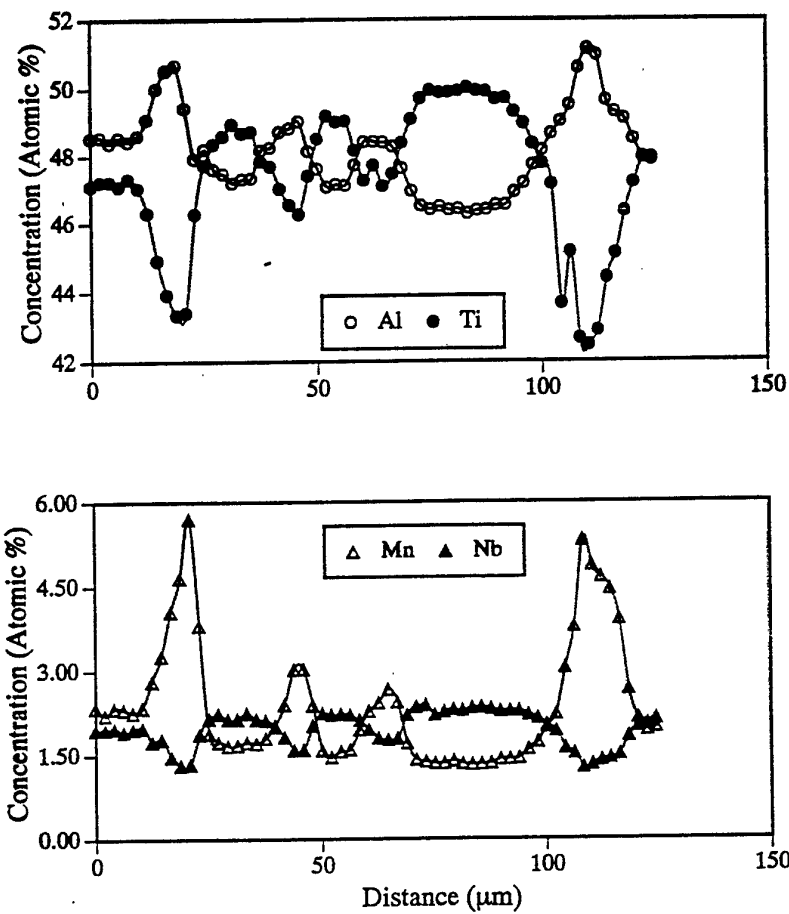 52
50
48
46
44
42
Concentration (Atomic %)
Al Ti
0 50 100 150
6.00
4.50
3.00
1.50
0.00
Concentration (Atomic %)
Mn Nb
0 50 100 150
Distance (μm)